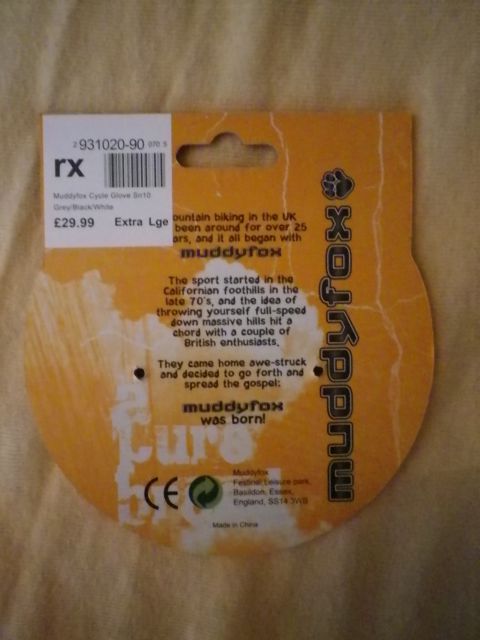 2 931020-90 070 5
rx
Muddyfox Cycle Glove Sn10
Grey/Black/White
£29.99 Extra Lge
ountain biking in the UK
been around for over 25
ars, and it all began with
muddyfox
The sport started in the
Californian foothills in the
late 70's, and the idea of
throwing yourself full-speed
down massive hills hit a
chord with a couple of
British enthusiasts.
They came home awe-struck
and decided to go forth and
spread the gospel:
muddyfox
was born!
muddyfox
CE
Muddyfox
Festival Leisure park,
Basildon, Essex,
England, SS14 3WB
Made in China